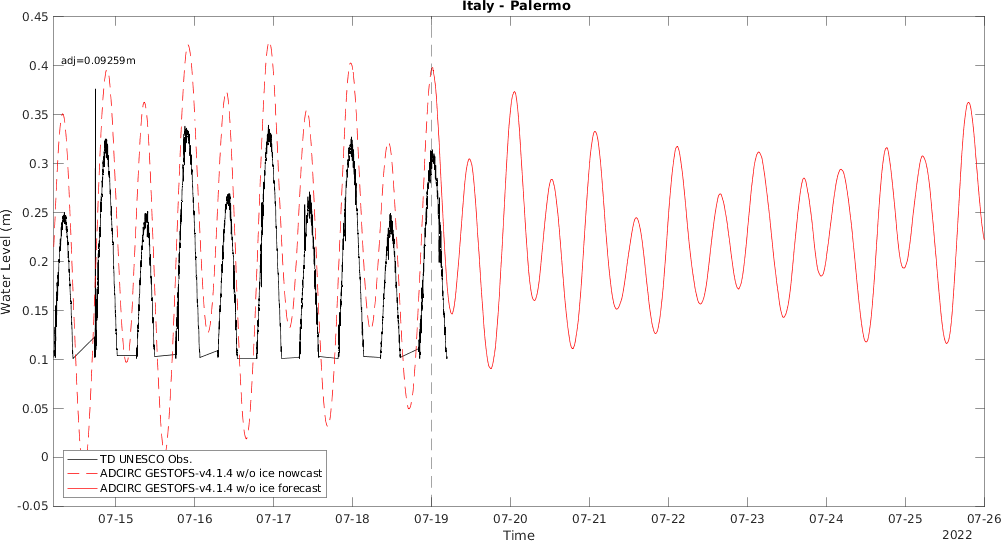 Italy - Palermo
adj=0.09259m
Water Level (m)
0.45
0.4
0.35
0.3
0.25
0.2
0.15
0.1
0.05
0
-0.05
TD UNESCO Obs.
ADCIRC GESTOFS-v4.1.4 w/o ice nowcast
ADCIRC GESTOFS-v4.1.4 w/o ice forecast
07-15 07-16 07-17 07-18 07-19 07-20 07-21 07-22 07-23 07-24 07-25 07-26
Time
2022